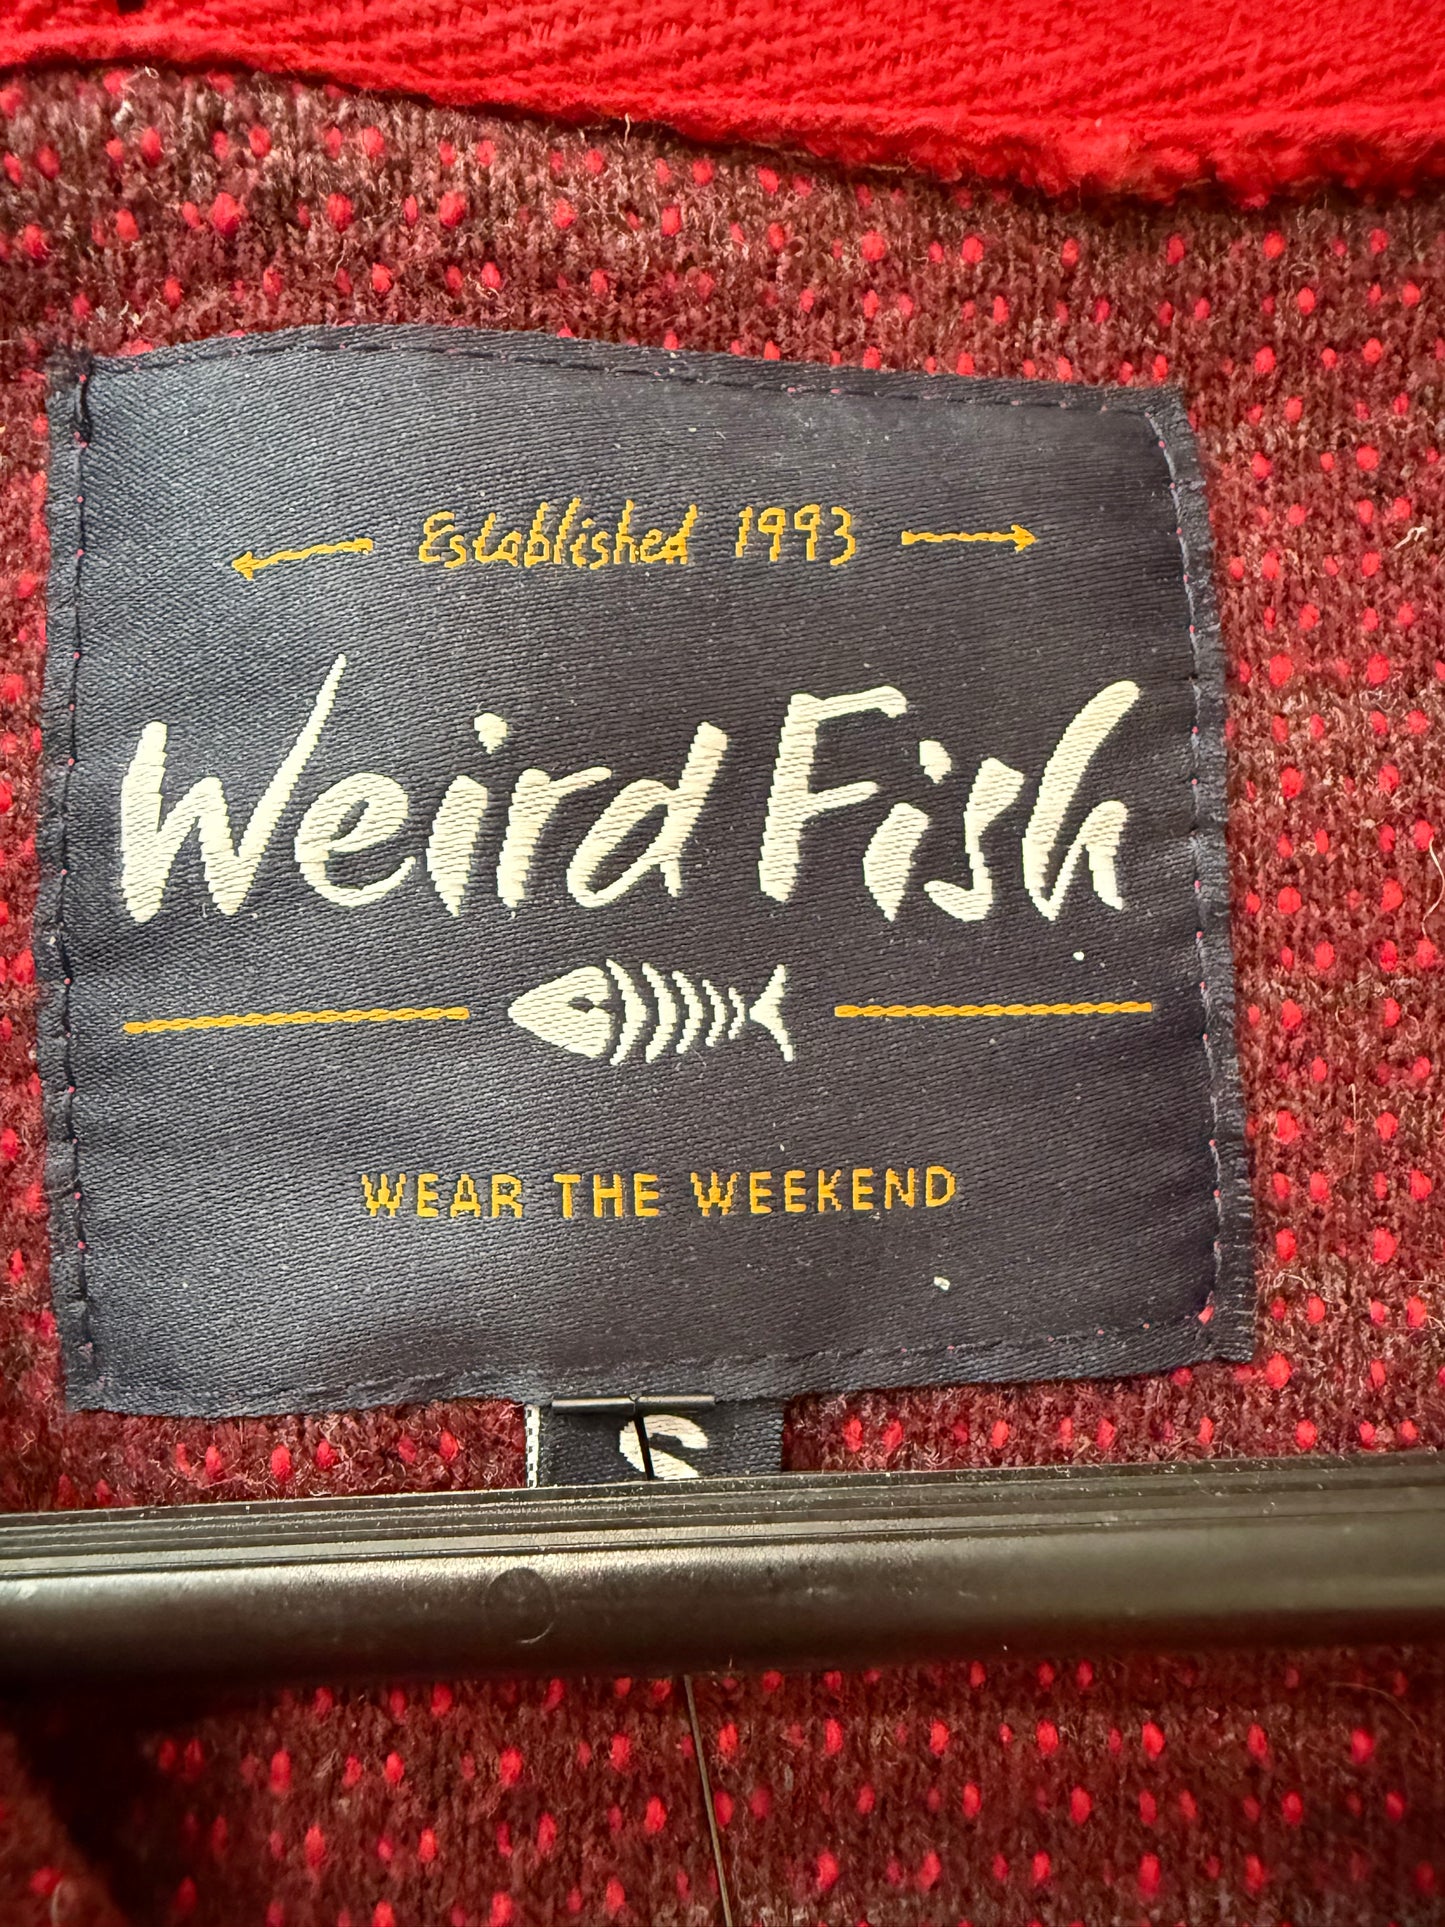 Established 1993
Weird Fish
WEAR THE WEEKEND
S